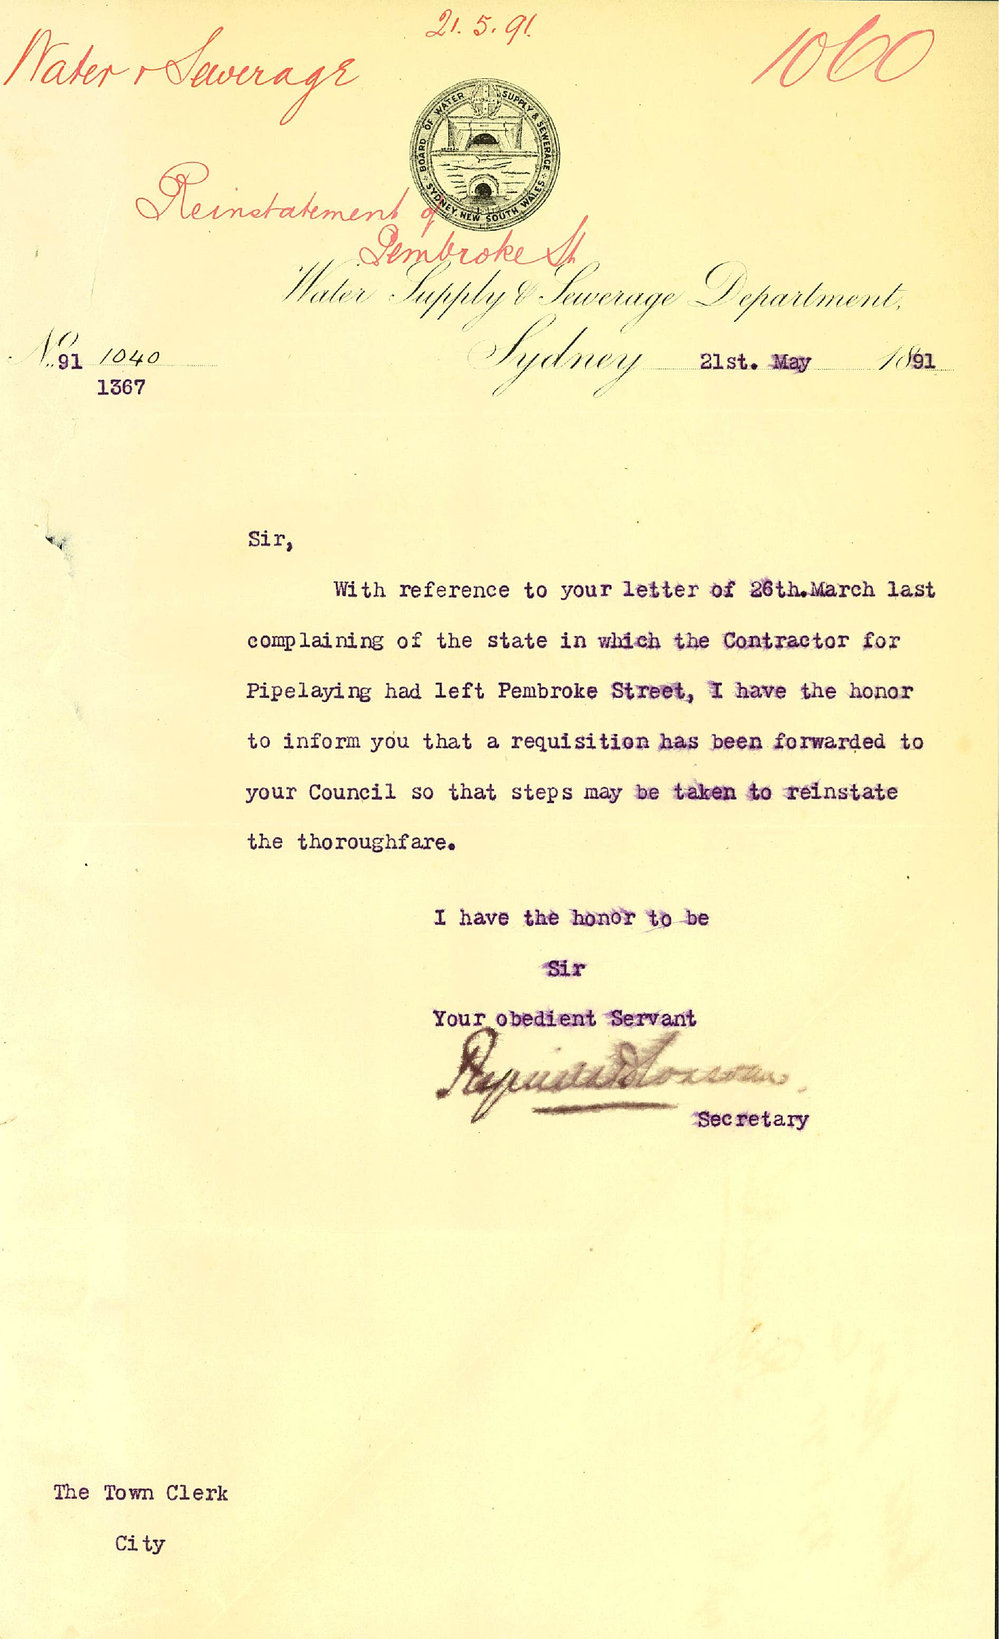 21.5.91.
Water & Sewerage
1060
BOARD OF WATER SUPPLY & SEWERAGE
SYDNEY, NEW SOUTH WALES
Reinstatement of
Pembroke St
Water Supply & Sewerage Department,
No. 91 1040
1367
Sydney 21st. May 1891
Sir,
With reference to your letter of 26th.March last
complaining of the state in which the Contractor for
Pipelaying had left Pembroke Street, I have the honor
to inform you that a requisition has been forwarded to
your Council so that steps may be taken to reinstate
the thoroughfare.
I have the honor to be
Sir
Your obedient Servant
Secretary
The Town Clerk
City